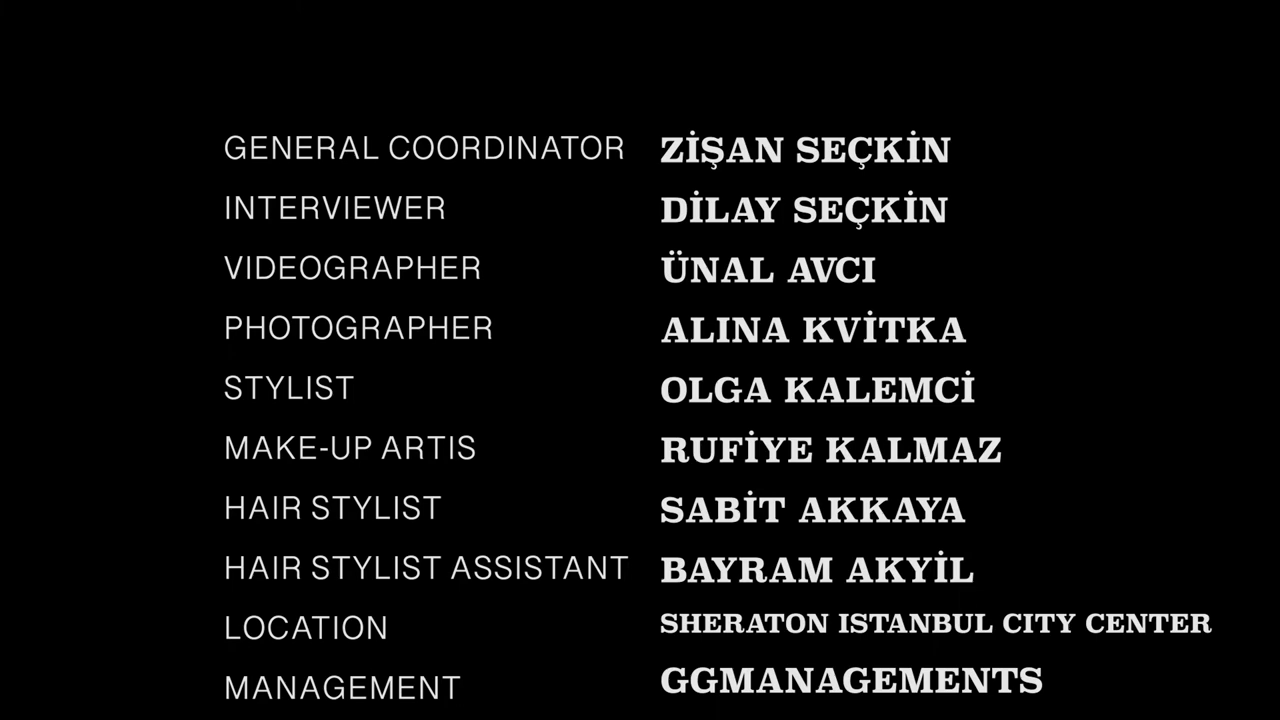 GENERAL COORDINATOR ZİŞAN SEÇKİN
INTERVIEWER DİLAY SEÇKİN
VIDEOGRAPHER ÜNAL AVCI
PHOTOGRAPHER ALINA KVİTKA
STYLIST OLGA KALEMCİ
MAKE-UP ARTIS RUFİYE KALMAZ
HAIR STYLIST SABİT AKKAYA
HAIR STYLIST ASSISTANT BAYRAM AKYİL
LOCATION SHERATON ISTANBUL CITY CENTER
MANAGEMENT GGMANAGEMENTS